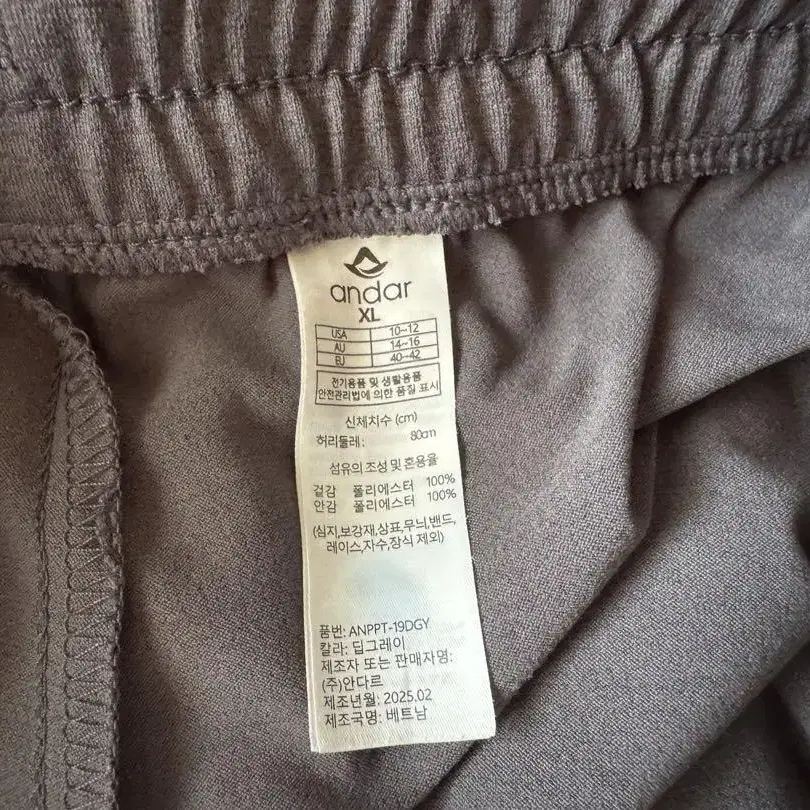 andar
XL
USA 10~12
AU 14~16
EU 40~42
전기용품 및 생활용품
안전관리법에 의한 품질 표시
신체치수 (cm)
허리둘레: 80cm
섬유의 조성 및 혼용율
겉감 폴리에스터 100%
안감 폴리에스터 100%
(심지,보강재,상표,무늬,밴드,
레이스,자수,장식 제외)
품번: ANPPT-19DGY
칼라: 딥그레이
제조자 또는 판매자명:
(주)안다르
제조년월: 2025.02
제조국명: 베트남